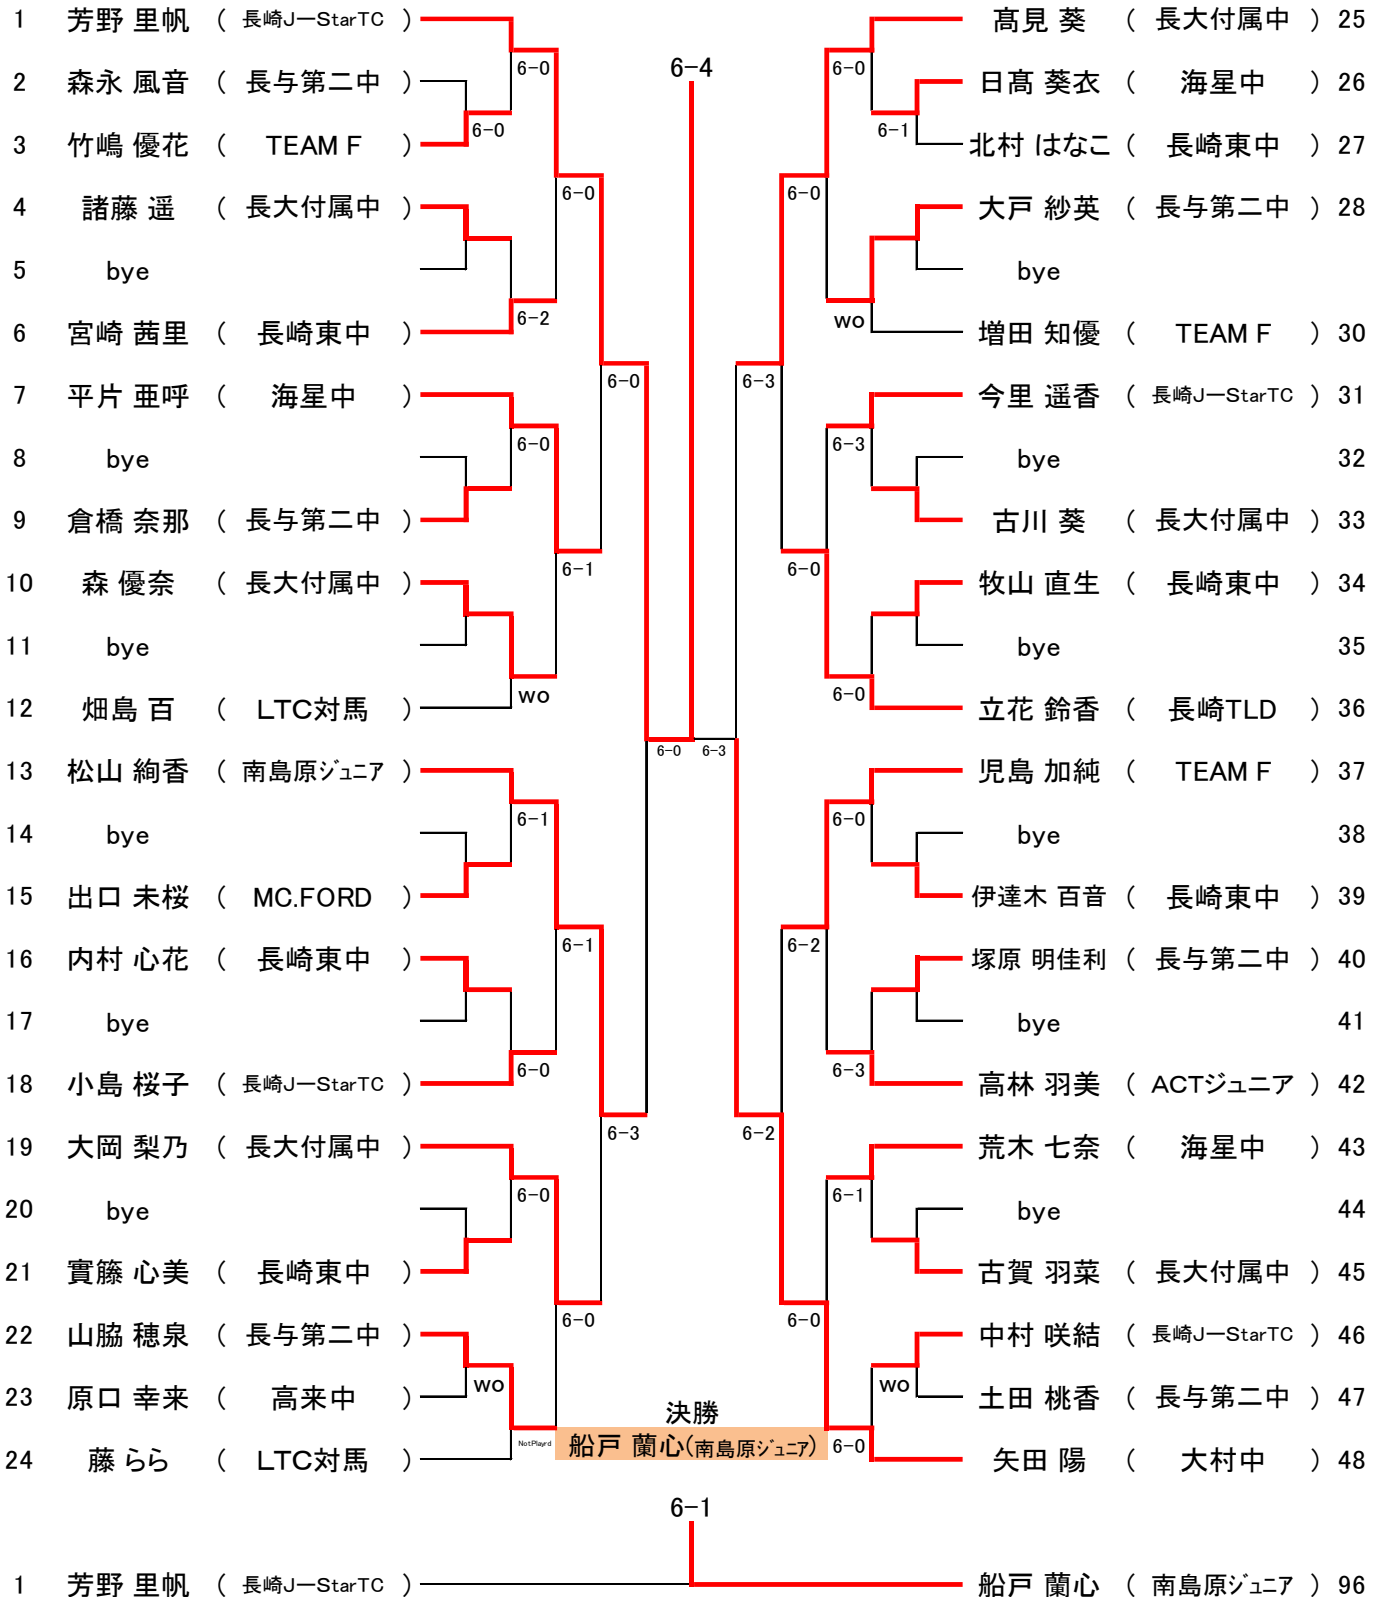 1 芳野 里帆 ( 長崎J－StarTC ) 髙見 葵 ( 長大付属中 ) 25
6-0 6-4 6-0
2 森永 風音 ( 長与第二中 ) 日髙 葵衣 ( 海星中 ) 26
6-0 6-1
3 竹嶋 優花 ( TEAM F ) 北村 はなこ ( 長崎東中 ) 27
6-0 6-0
4 諸藤 遥 ( 長大付属中 ) 大戸 紗英 ( 長与第二中 ) 28
5 bye bye
6-2 wo
6 宮崎 茜里 ( 長崎東中 ) 増田 知優 ( TEAM F ) 30
6-0 6-3
7 平片 亜呼 ( 海星中 ) 今里 遥香 ( 長崎J－StarTC ) 31
6-0 6-3
8 bye bye 32
9 倉橋 奈那 ( 長与第二中 ) 古川 葵 ( 長大付属中 ) 33
6-1 6-0
10 森 優奈 ( 長大付属中 ) 牧山 直生 ( 長崎東中 ) 34
11 bye bye 35
wo 6-0
12 畑島 百 ( LTC対馬 ) 立花 鈴香 ( 長崎TLD ) 36
6-0 6-3
13 松山 絢香 ( 南島原ジュニア ) 児島 加純 ( TEAM F ) 37
6-1 6-0
14 bye bye 38
15 出口 未桜 ( MC.FORD ) 伊達木 百音 ( 長崎東中 ) 39
6-1 6-2
16 内村 心花 ( 長崎東中 ) 塚原 明佳利 ( 長与第二中 ) 40
17 bye bye 41
6-0 6-3
18 小島 桜子 ( 長崎J－StarTC ) 高林 羽美 ( ACTジュニア ) 42
6-3 6-2
19 大岡 梨乃 ( 長大付属中 ) 荒木 七奈 ( 海星中 ) 43
6-0 6-1
20 bye bye 44
21 實籐 心美 ( 長崎東中 ) 古賀 羽菜 ( 長大付属中 ) 45
6-0 6-0
22 山脇 穂泉 ( 長与第二中 ) 中村 咲結 ( 長崎J－StarTC ) 46
wo wo
23 原口 幸来 ( 高来中 ) 土田 桃香 ( 長与第二中 ) 47
決勝
NotPlayrd 船戸 蘭心(南島原ジュニア) 6-0
24 藤 らら ( LTC対馬 ) 矢田 陽 ( 大村中 ) 48
6-1
1 芳野 里帆 ( 長崎J－StarTC ) 船戸 蘭心 ( 南島原ジュニア ) 96